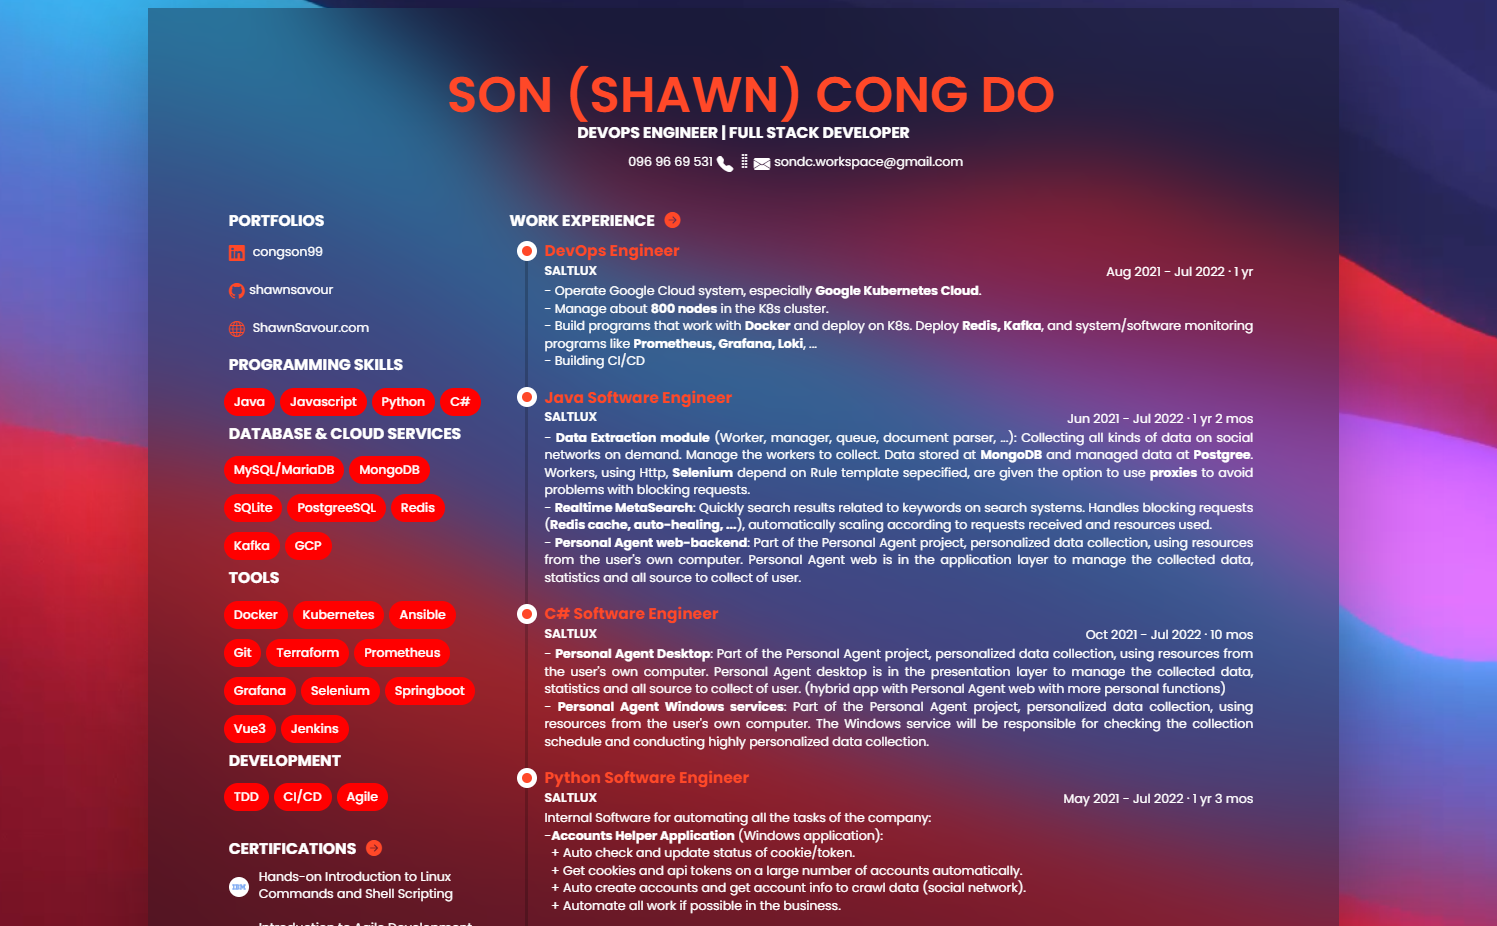 SON (SHAWN) CONG DO
DEVOPS ENGINEER | FULL STACK DEVELOPER
096 96 69 531
sondc.workspace@gmail.com
PORTFOLIOS
congson99
shawnsavour
ShawnSavour.com
PROGRAMMING SKILLS
Java Javascript Python C#
DATABASE & CLOUD SERVICES
MySQL/MariaDB MongoDB
SQLite PostgreeSQL Redis
Kafka GCP
TOOLS
Docker Kubernetes Ansible
Git Terraform Prometheus
Grafana Selenium Springboot
Vue3 Jenkins
DEVELOPMENT
TDD CI/CD Agile
CERTIFICATIONS
IBM
Hands-on Introduction to Linux
Commands and Shell Scripting
Introduction to Agile Development
WORK EXPERIENCE
DevOps Engineer
SALTLUX
Aug 2021 - Jul 2022 · 1 yr
- Operate Google Cloud system, especially Google Kubernetes Cloud.
- Manage about 800 nodes in the K8s cluster.
- Build programs that work with Docker and deploy on K8s. Deploy Redis, Kafka, and system/software monitoring
programs like Prometheus, Grafana, Loki, ...
- Building CI/CD
Java Software Engineer
SALTLUX
Jun 2021 - Jul 2022 · 1 yr 2 mos
- Data Extraction module (Worker, manager, queue, document parser, ...): Collecting all kinds of data on social
networks on demand. Manage the workers to collect. Data stored at MongoDB and managed data at Postgree.
Workers, using Http, Selenium depend on Rule template sepecified, are given the option to use proxies to avoid
problems with blocking requests.
- Realtime MetaSearch: Quickly search results related to keywords on search systems. Handles blocking requests
(Redis cache, auto-healing, ...), automatically scaling according to requests received and resources used.
- Personal Agent web-backend: Part of the Personal Agent project, personalized data collection, using resources
from the user's own computer. Personal Agent web is in the application layer to manage the collected data,
statistics and all source to collect of user.
C# Software Engineer
SALTLUX
Oct 2021 - Jul 2022 · 10 mos
- Personal Agent Desktop: Part of the Personal Agent project, personalized data collection, using resources from
the user's own computer. Personal Agent desktop is in the presentation layer to manage the collected data,
statistics and all source to collect of user. (hybrid app with Personal Agent web with more personal functions)
- Personal Agent Windows services: Part of the Personal Agent project, personalized data collection, using
resources from the user's own computer. The Windows service will be responsible for checking the collection
schedule and conducting highly personalized data collection.
Python Software Engineer
SALTLUX
May 2021 - Jul 2022 · 1 yr 3 mos
Internal Software for automating all the tasks of the company:
-Accounts Helper Application (Windows application):
+ Auto check and update status of cookie/token.
+ Get cookies and api tokens on a large number of accounts automatically.
+ Auto create accounts and get account info to crawl data (social network).
+ Automate all work if possible in the business.